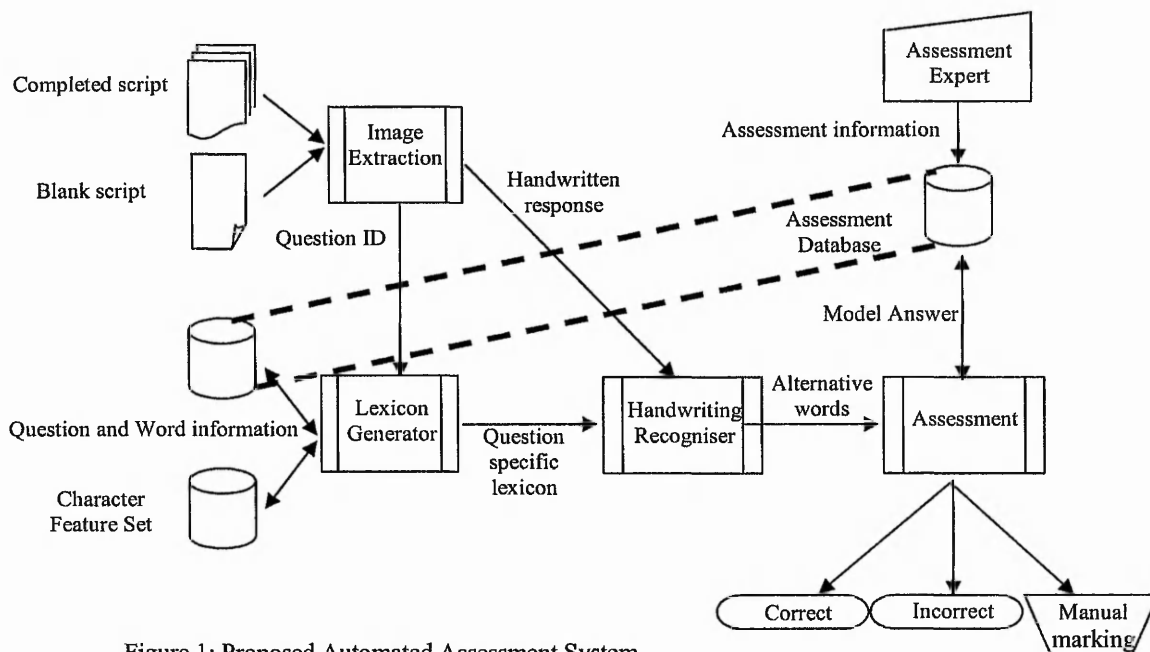 Completed script
Blank script
Image
Extraction
Assessment
Expert
Assessment information
Handwritten
response
Question ID
Assessment
Database
Model Answer
Question and Word information
Lexicon
Generator
Question
specific
lexicon
Handwriting
Recogniser
Alternative
words
Assessment
Character
Feature Set
Correct
Incorrect
Manual
marking
Figure 1: Proposed Automated Assessment System